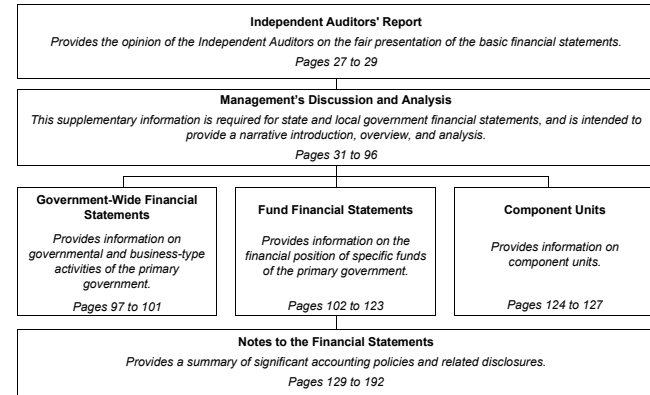 Independent Auditors' Report
Provides the opinion of the Independent Auditors on the fair presentation of the basic financial statements.
Pages 27 to 29
Management's Discussion and Analysis
This supplementary information is required for state and local government financial statements, and is intended to
provide a narrative introduction, overview, and analysis.
Pages 31 to 96
Government-Wide Financial
Statements
Provides information on
governmental and business-type
activities of the primary
government.
Pages 97 to 101
Fund Financial Statements
Provides information on the
financial position of specific funds
of the primary government.
Pages 102 to 123
Component Units
Provides information on
component units.
Pages 124 to 127
Notes to the Financial Statements
Provides a summary of significant accounting policies and related disclosures.
Pages 129 to 192